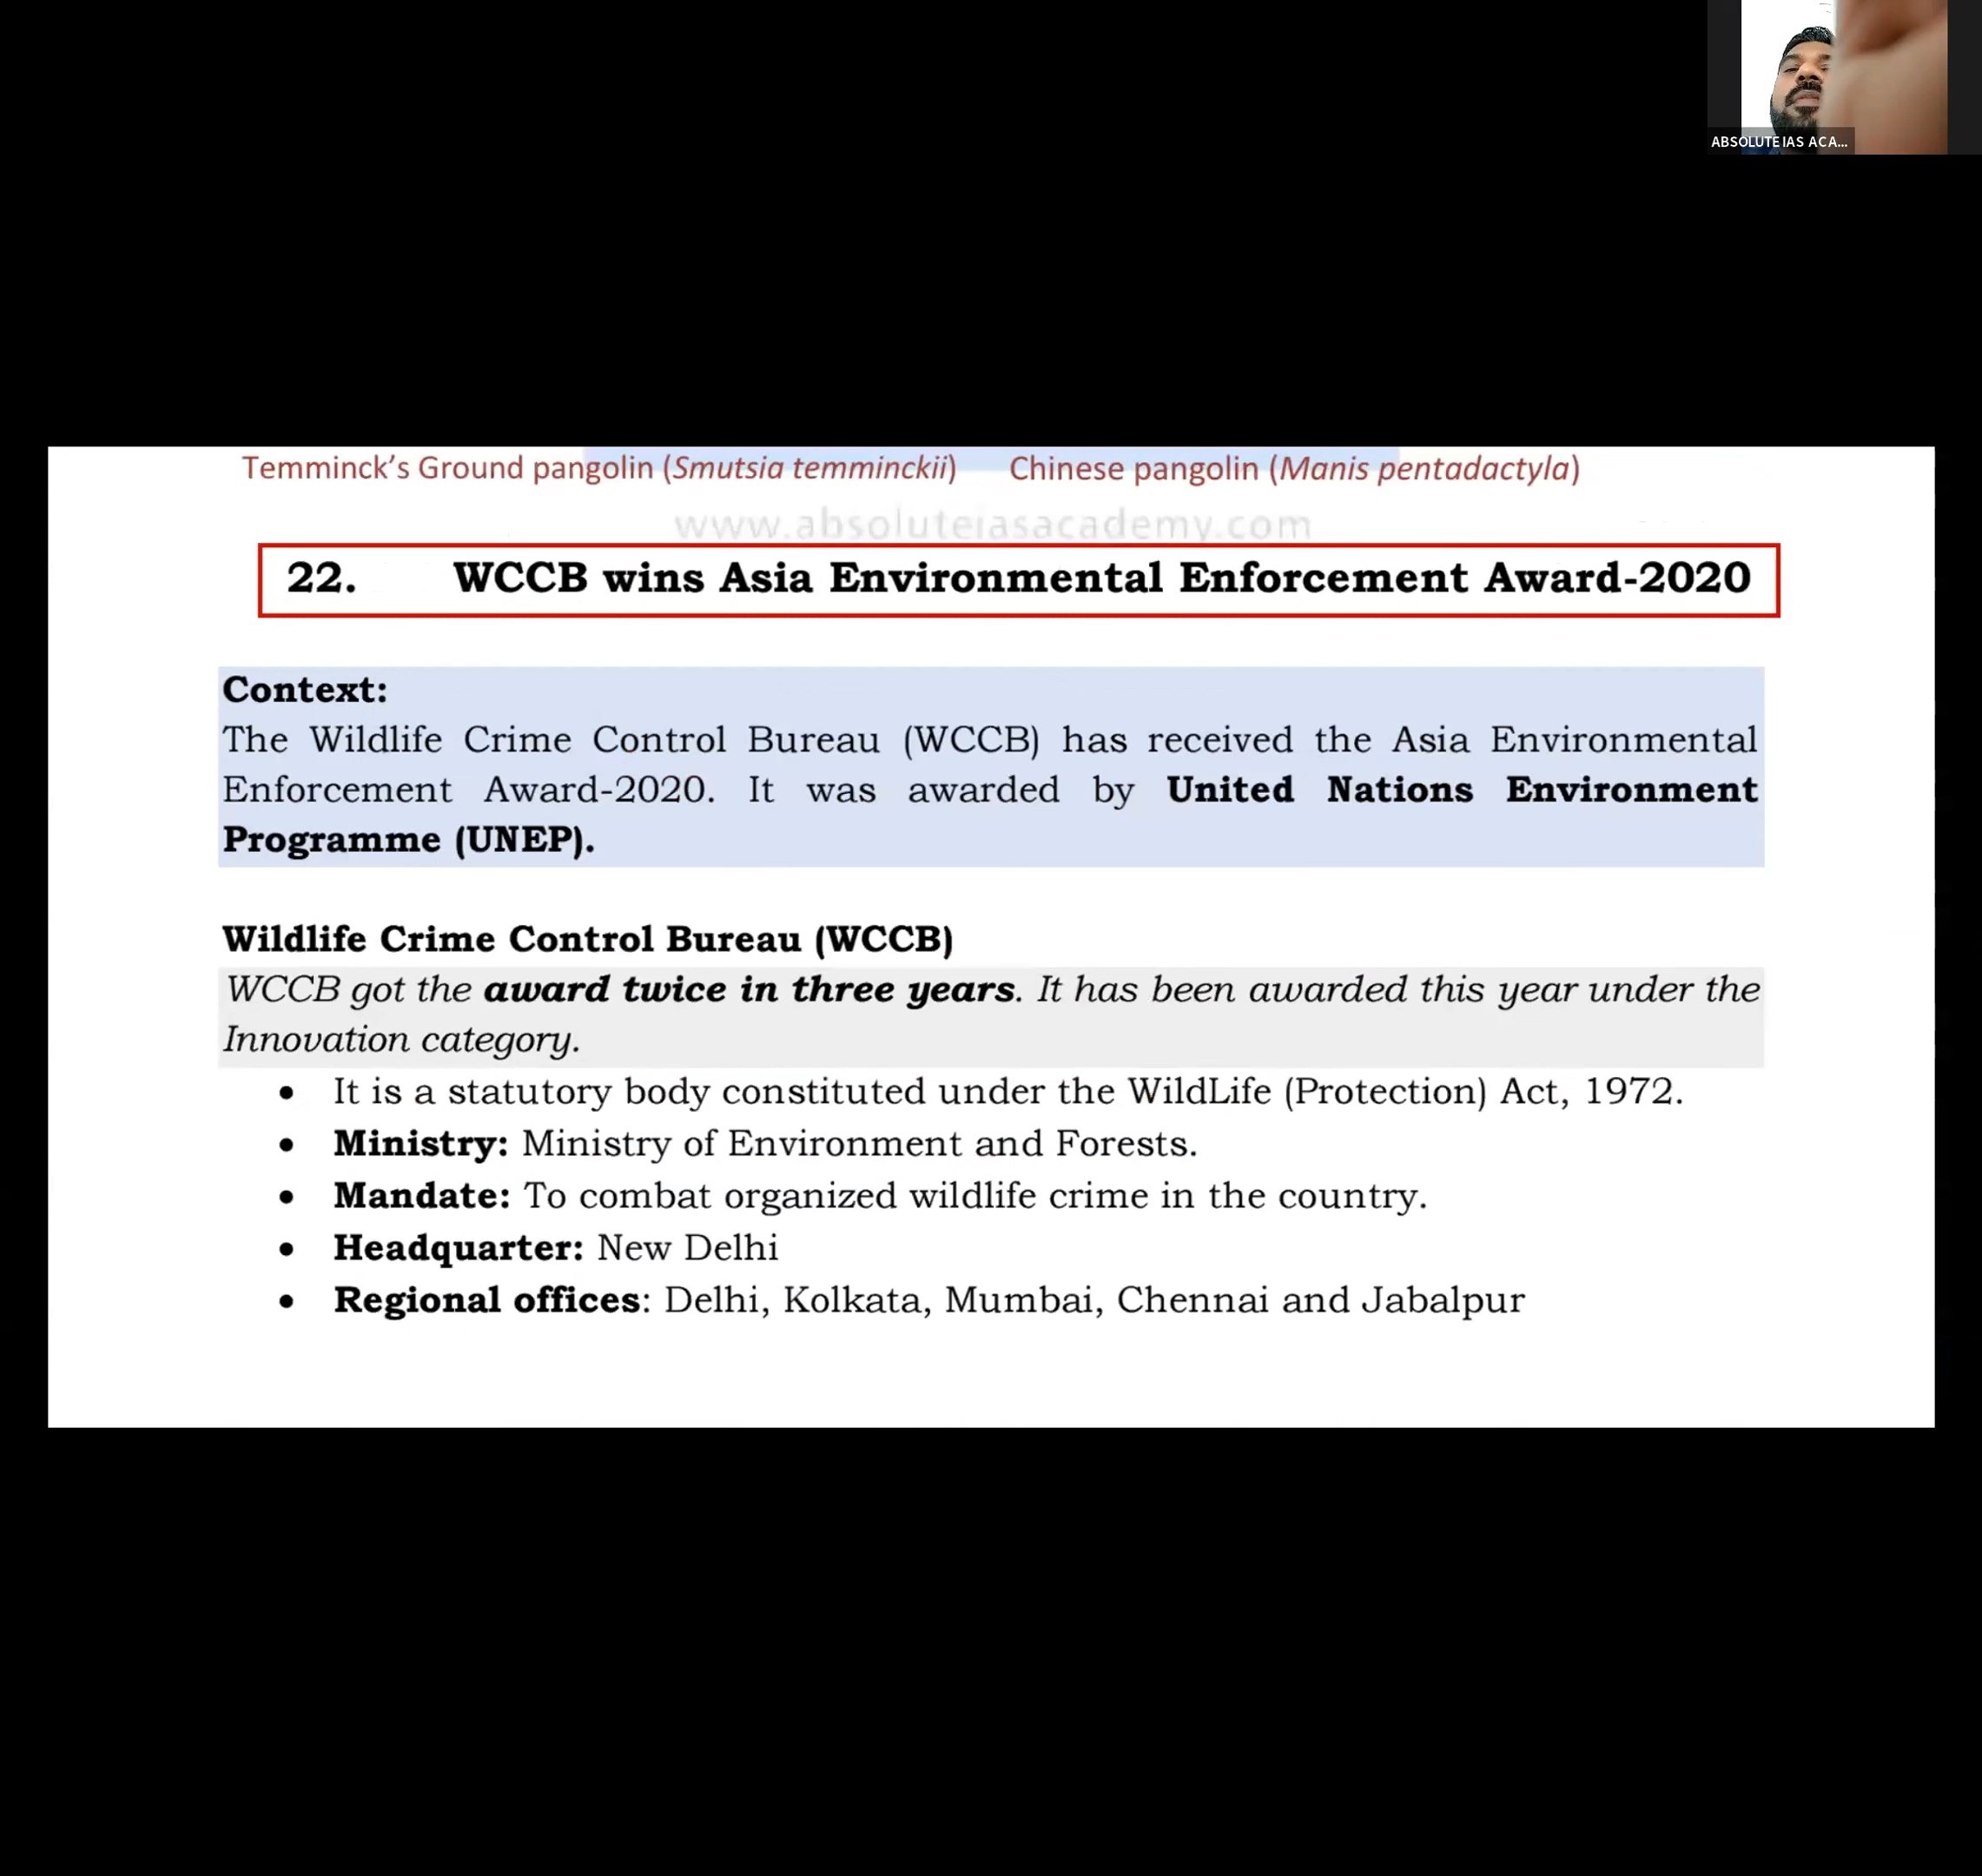 ABSOLUTE IAS ACA...
Temminck's Ground pangolin (Smutsia temminckii) Chinese pangolin (Manis pentadactyla)
www.absoluteiasacademy.com
22. WCCB wins Asia Environmental Enforcement Award-2020
Context:
The Wildlife Crime Control Bureau (WCCB) has received the Asia Environmental
Enforcement Award-2020. It was awarded by United Nations Environment
Programme (UNEP).
Wildlife Crime Control Bureau (WCCB)
WCCB got the award twice in three years. It has been awarded this year under the
Innovation category.
• It is a statutory body constituted under the WildLife (Protection) Act, 1972.
• Ministry: Ministry of Environment and Forests.
• Mandate: To combat organized wildlife crime in the country.
• Headquarter: New Delhi
• Regional offices: Delhi, Kolkata, Mumbai, Chennai and Jabalpur